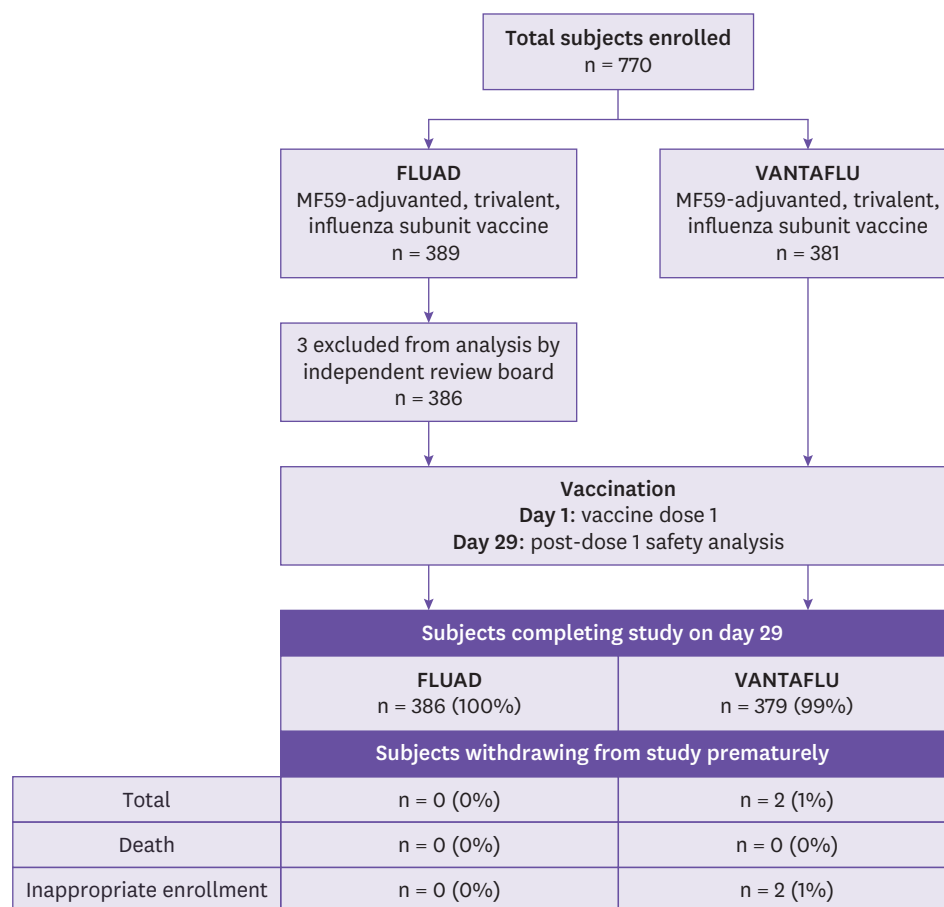 Total subjects enrolled
n = 770
FLUAD
MF59-adjuvanted, trivalent,
influenza subunit vaccine
n = 389
VANTAFLU
MF59-adjuvanted, trivalent,
influenza subunit vaccine
n = 381
3 excluded from analysis by
independent review board
n = 386
Vaccination
Day 1: vaccine dose 1
Day 29: post-dose 1 safety analysis
Subjects completing study on day 29
FLUAD
n = 386 (100%)
VANTAFLU
n = 379 (99%)
Subjects withdrawing from study prematurely
Total n = 0 (0%) n = 2 (1%)
Death n = 0 (0%) n = 0 (0%)
Inappropriate enrollment n = 0 (0%) n = 2 (1%)